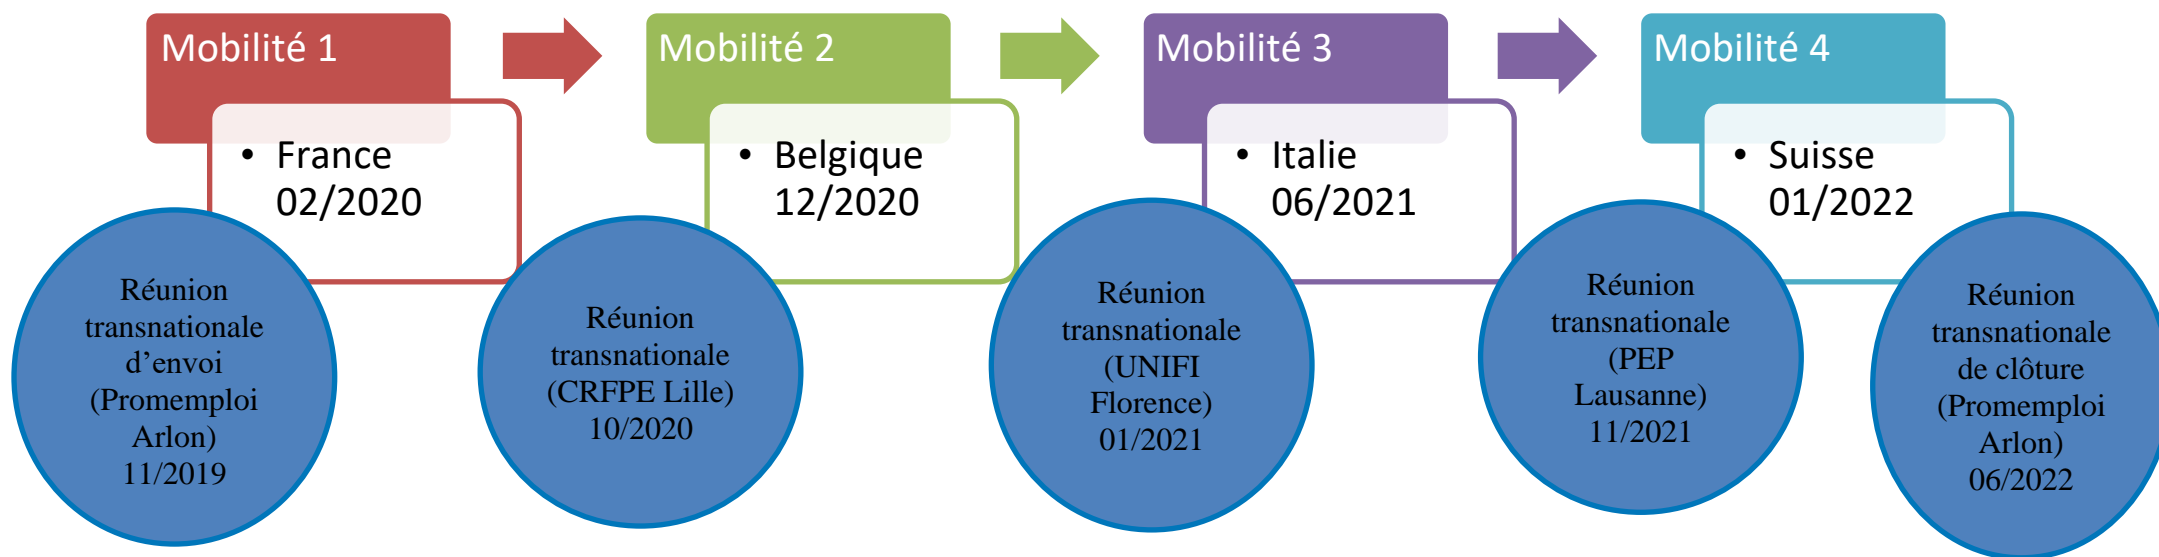 Mobilité 1
Mobilité 2
Mobilité 3
Mobilité 4
• France
02/2020
• Belgique
12/2020
• Italie
06/2021
• Suisse
01/2022
Réunion
transnationale
d’envoi
(Promemploi
Arlon)
11/2019
Réunion
transnationale
(CRFPE Lille)
10/2020
Réunion
transnationale
(UNIFI
Florence)
01/2021
Réunion
transnationale
(PEP
Lausanne)
11/2021
Réunion
transnationale
de clôture
(Promemploi
Arlon)
06/2022